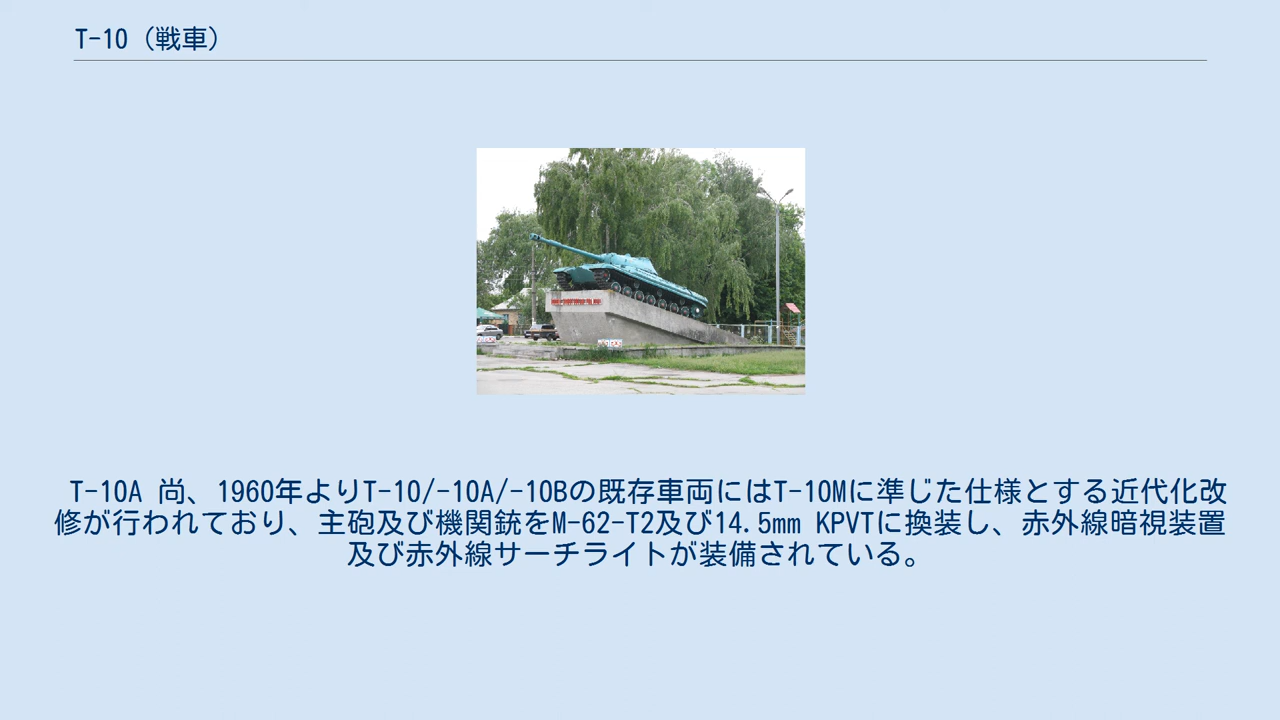 T-10（戦車）
T-10A 尚、1960年よりT-10/-10A/-10Bの既存車両にはT-10Mに準じた仕様とする近代化改
修が行われており、主砲及び機関銃をM-62-T2及び14.5mm KPVTに換装し、赤外線暗視装置
及び赤外線サーチライトが装備されている。